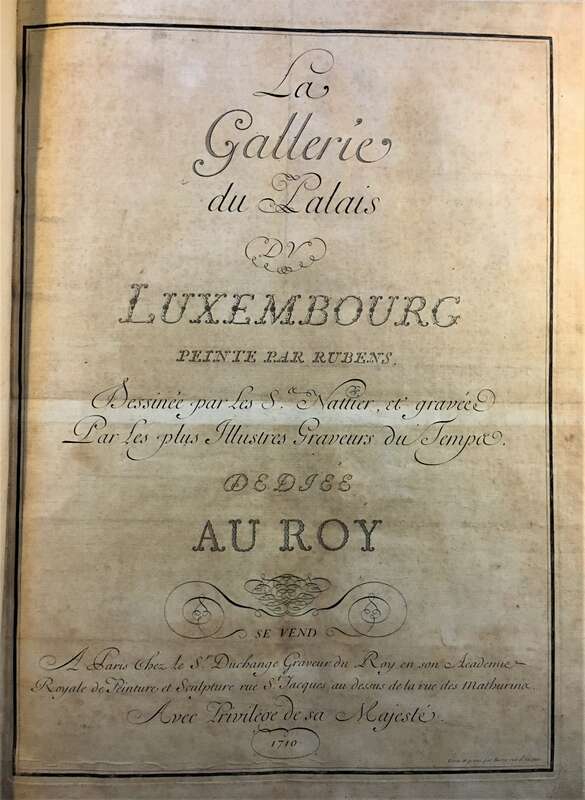 La
Gallerie
du Palais
DU
LUXEMBOURG
PEINTE PAR RUBENS.
Dessinée par les S.rs Nattier, et gravée
Par les plus Illustres Graveurs du Temps.
DEDIÉE
AU ROY
SE VEND
A Paris Chez le S.r Duchange Graveur du Roy en son Academie
Royale de Peinture et Sculpture rue S.t Jacques au dessus de la rue des Mathurins.
Avec Privilége de sa Majesté.
1710